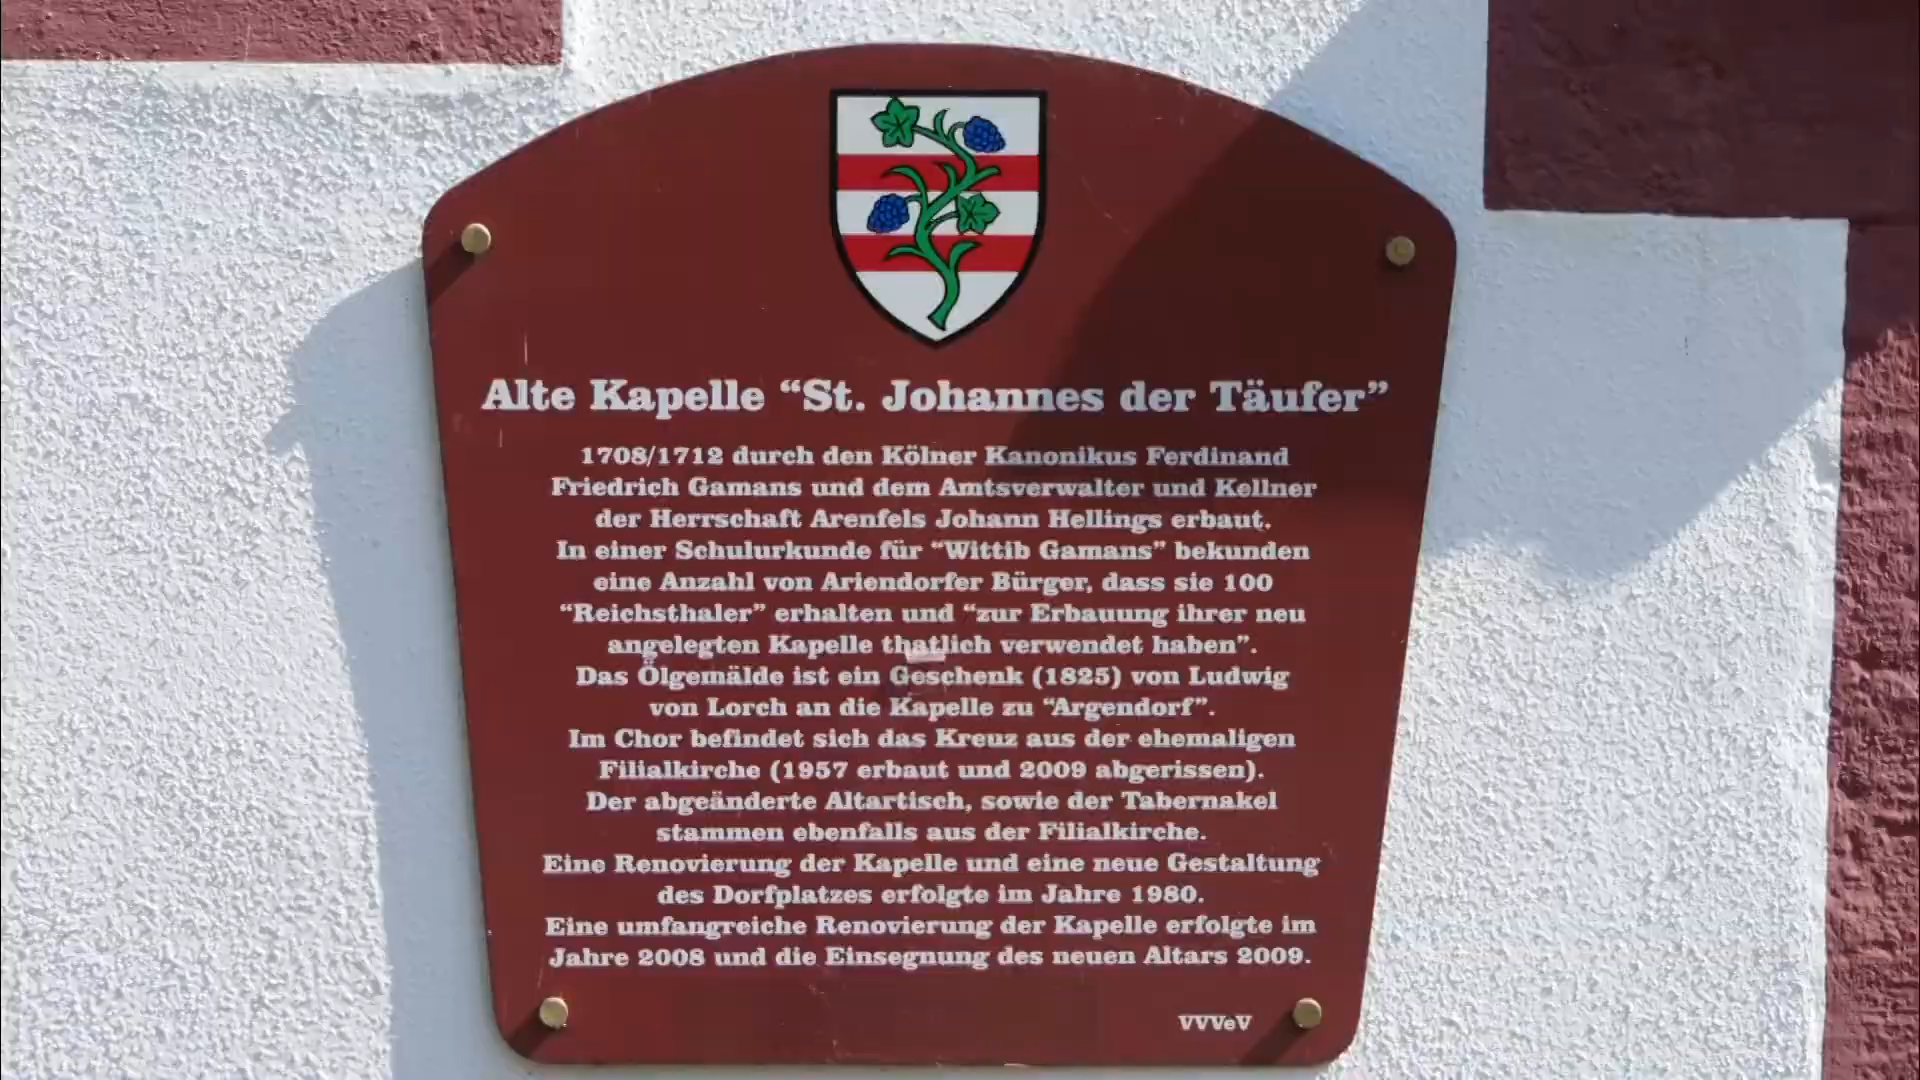 Alte Kapelle “St. Johannes der Täufer”
1708/1712 durch den Kölner Kanonikus Ferdinand
Friedrich Gamans und dem Amtsverwalter und Kellner
der Herrschaft Arenfels Johann Hellings erbaut.
In einer Schulurkunde für “Wittib Gamans” bekunden
eine Anzahl von Ariendorfer Bürger, dass sie 100
“Reichsthaler” erhalten und “zur Erbauung ihrer neu
angelegten Kapelle thatlich verwendet haben”.
Das Ölgemälde ist ein Geschenk (1825) von Ludwig
von Lorch an die Kapelle zu “Argendorf”.
Im Chor befindet sich das Kreuz aus der ehemaligen
Filialkirche (1957 erbaut und 2009 abgerissen).
Der abgeänderte Altartisch, sowie der Tabernakel
stammen ebenfalls aus der Filialkirche.
Eine Renovierung der Kapelle und eine neue Gestaltung
des Dorfplatzes erfolgte im Jahre 1980.
Eine umfangreiche Renovierung der Kapelle erfolgte im
Jahre 2008 und die Einsegnung des neuen Altars 2009.
VVVeV